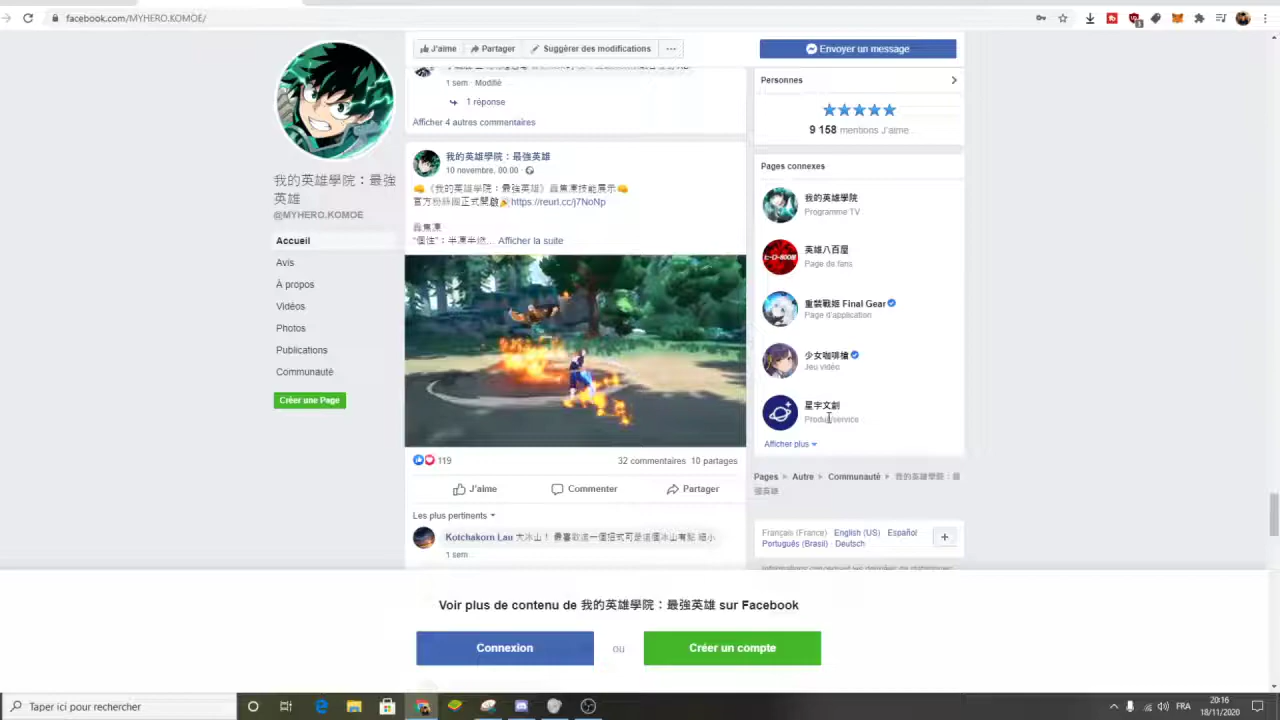 facebook.com/MYHERO.KOMOE/
J'aime
Partager
Suggérer des modifications
Envoyer un message
我的英雄學院：最強
英雄
@MYHERO.KOMOE
Accueil
Avis
À propos
Vidéos
Photos
Publications
Communauté
Créer une Page
1 sem · Modifié
1 réponse
Afficher 4 autres commentaires
我的英雄學院：最強英雄
10 novembre, 00:00 ·
《我的英雄學院：最強英雄》轟焦凍技能展示
官方粉絲團正式開啟 https://reurl.cc/j7NoNp
轟焦凍
"個性"：半凍半燃... Afficher la suite
119
32 commentaires 10 partages
J'aime
Commenter
Partager
Les plus pertinents
Kotchakorn Lau 大冰山！
1 sem
Personnes
9 158 mentions J'aime
Pages connexes
我的英雄學院
Programme TV
英雄八百屋
Page de fans
重裝戰姬 Final Gear
Page d'application
少女咖啡槍
Jeu vidéo
星宇文創
Produit/service
Afficher plus
Pages Autre Communauté 我的英雄學院：最
強英雄
Français (France) English (US) Español
Português (Brasil) Deutsch
Voir plus de contenu de 我的英雄學院：最強英雄 sur Facebook
Connexion
ou
Créer un compte
Taper ici pour rechercher
FRA
20:16
18/11/2020